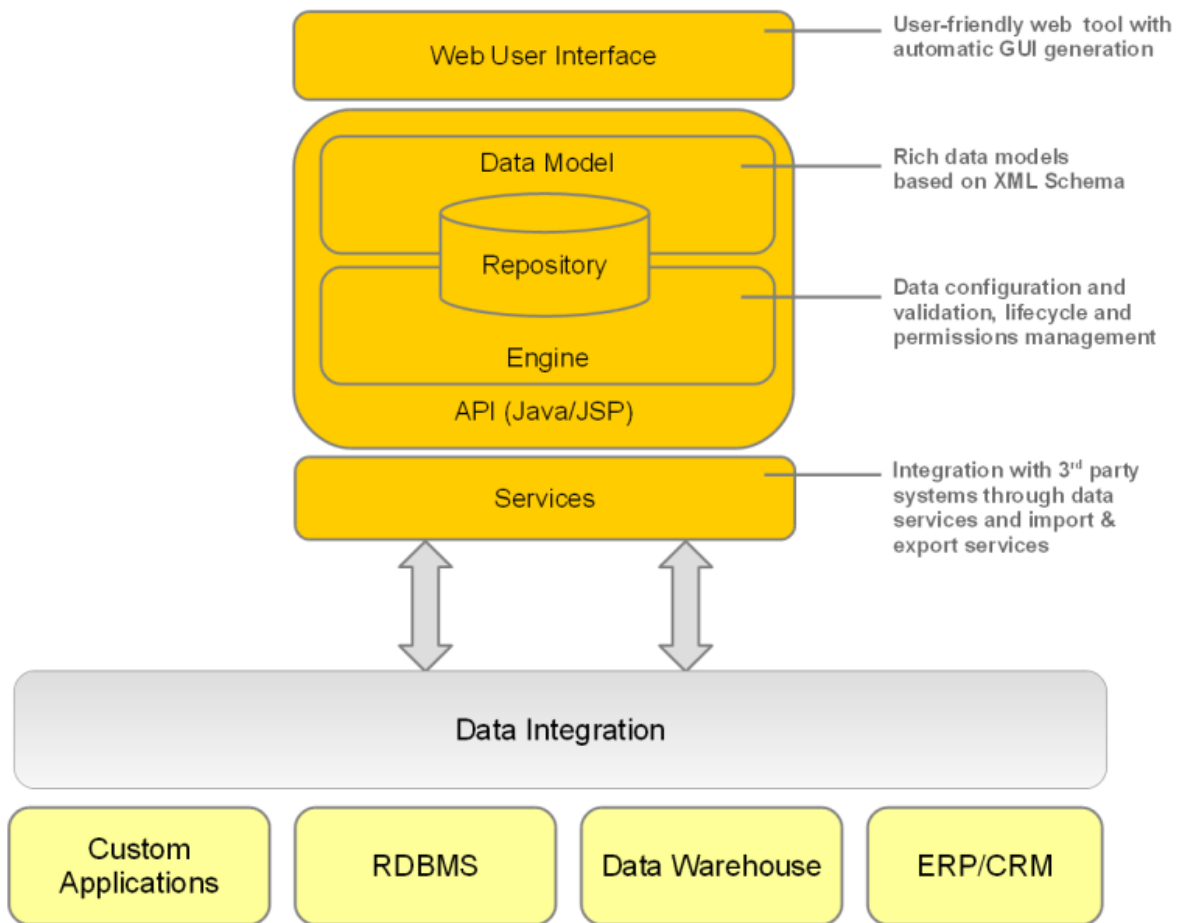 Web User Interface
User-friendly web tool with
automatic GUI generation
Data Model
Rich data models
based on XML Schema
Repository
Data configuration and
validation, lifecycle and
permissions management
Engine
API (Java/JSP)
Services
Integration with 3rd party
systems through data
services and import &
export services
Data Integration
Custom
Applications
RDBMS
Data Warehouse
ERP/CRM